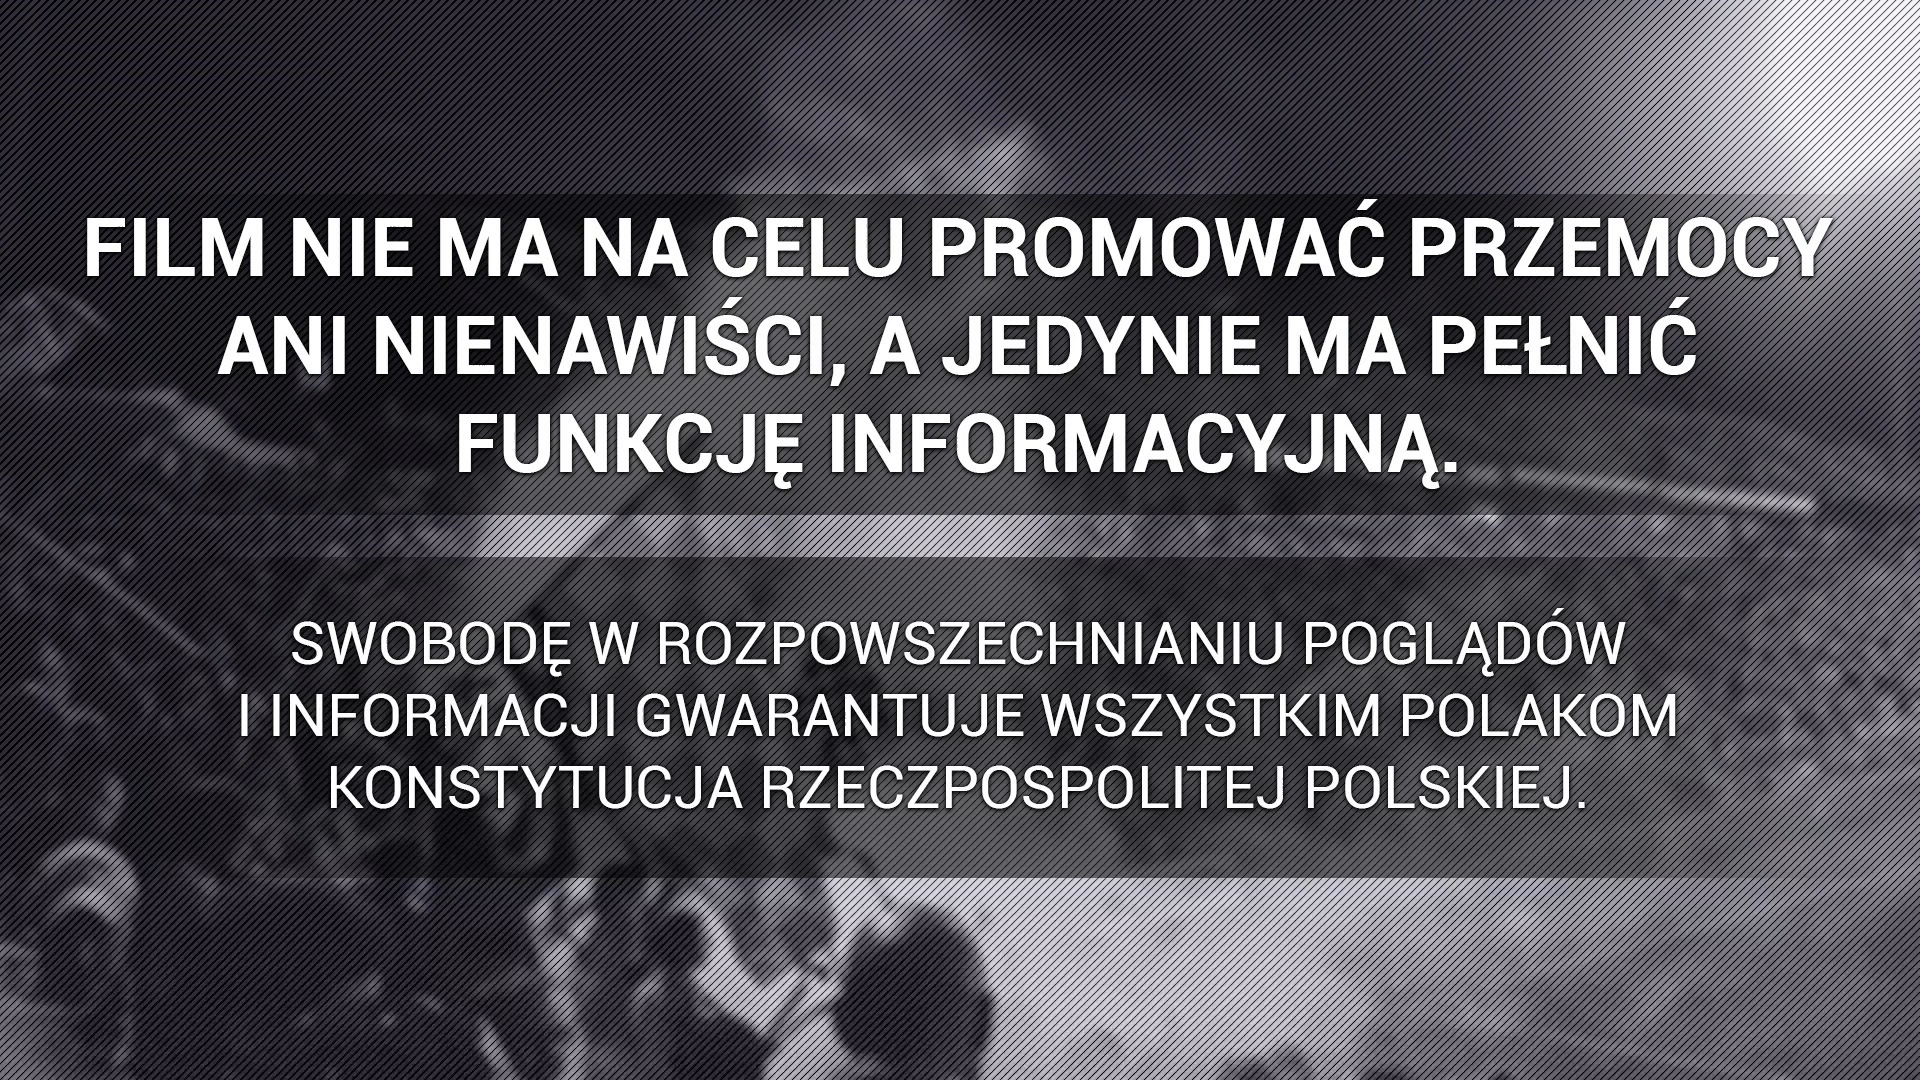 FILM NIE MA NA CELU PROMOWAĆ PRZEMOCY
ANI NIENAWIŚCI, A JEDYNIE MA PEŁNIĆ
FUNKCJĘ INFORMACYJNĄ.
SWOBODĘ W ROZPOWSZECHNIANIU POGLĄDÓW
I INFORMACJI GWARANTUJE WSZYSTKIM POLAKOM
KONSTYTUCJA RZECZPOSPOLITEJ POLSKIEJ.